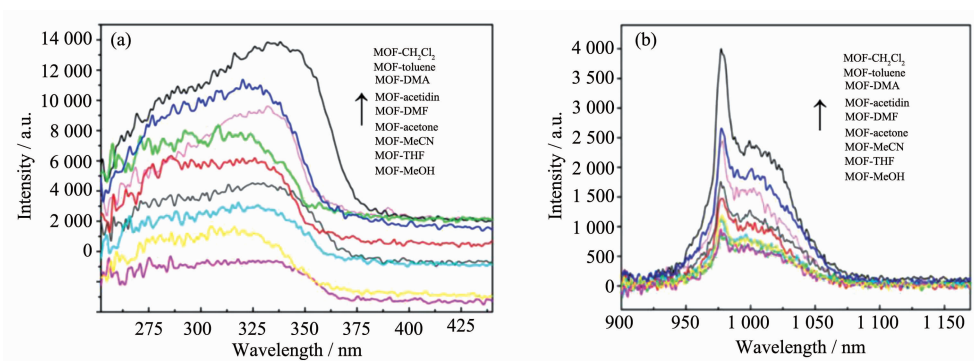 (a)
14 000
12 000
10 000
8 000
6 000
4 000
2 000
0
Intensity / a.u.
275 300 325 350 375 400 425
Wavelength / nm
MOF-CH2Cl2
MOF-toluene
MOF-DMA
MOF-acetidin
MOF-DMF
MOF-acetone
MOF-MeCN
MOF-THF
MOF-MeOH
(b)
4 000
3 500
3 000
2 500
2 000
1 500
1 000
500
0
Intensity / a.u.
900 950 1 000 1 050 1 100 1 150
Wavelength / nm
MOF-CH2Cl2
MOF-toluene
MOF-DMA
MOF-acetidin
MOF-DMF
MOF-acetone
MOF-MeCN
MOF-THF
MOF-MeOH